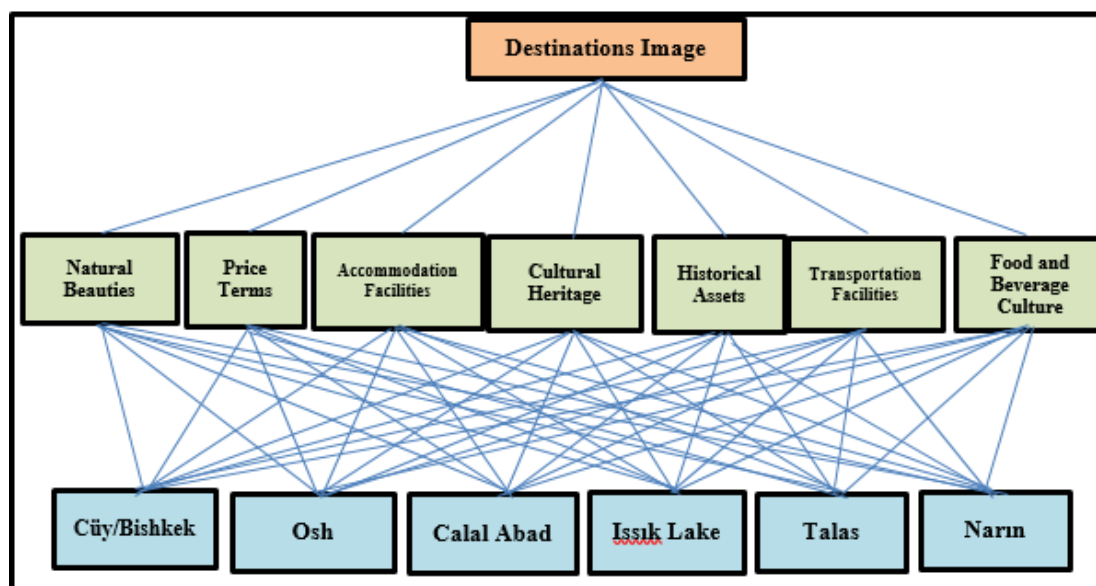 Destinations Image
Natural
Beauties
Price
Terms
Accommodation
Facilities
Cultural
Heritage
Historical
Assets
Transportation
Facilities
Food and
Beverage
Culture
Cüy/Bishkek
Osh
Calal Abad
Issık Lake
Talas
Narın